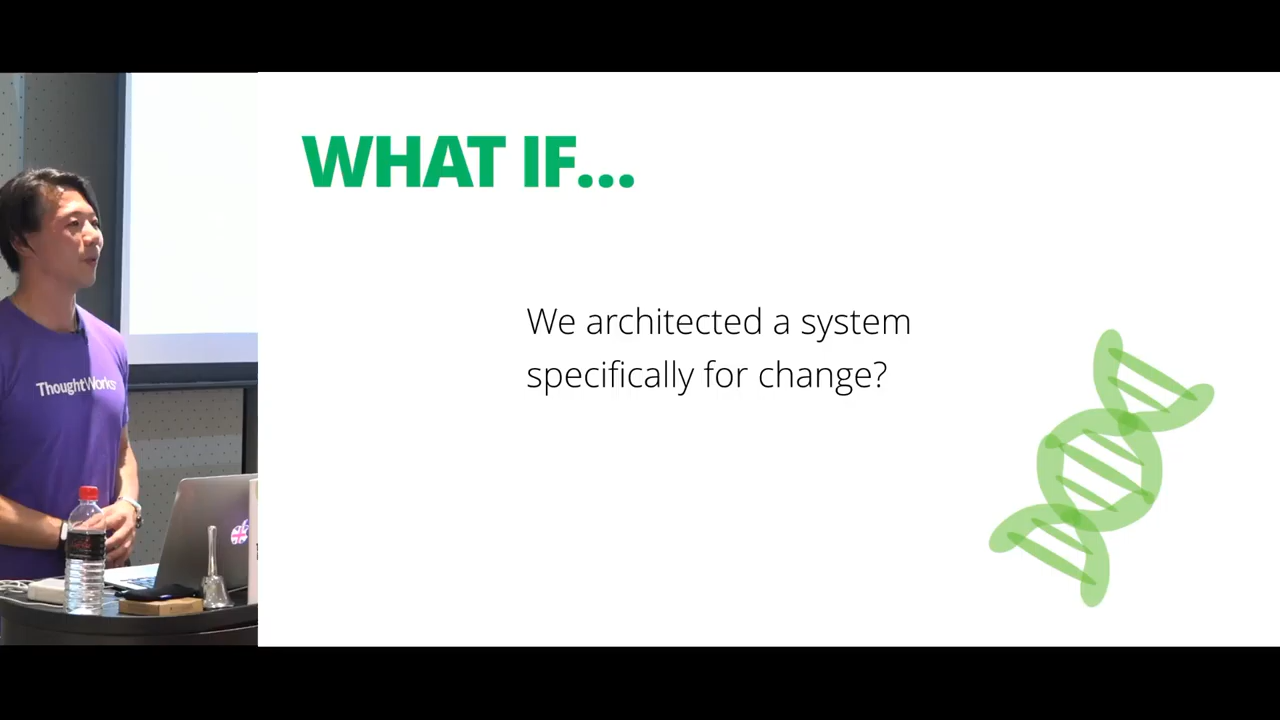 WHAT IF...
We architected a system
specifically for change?
ThoughtWorks